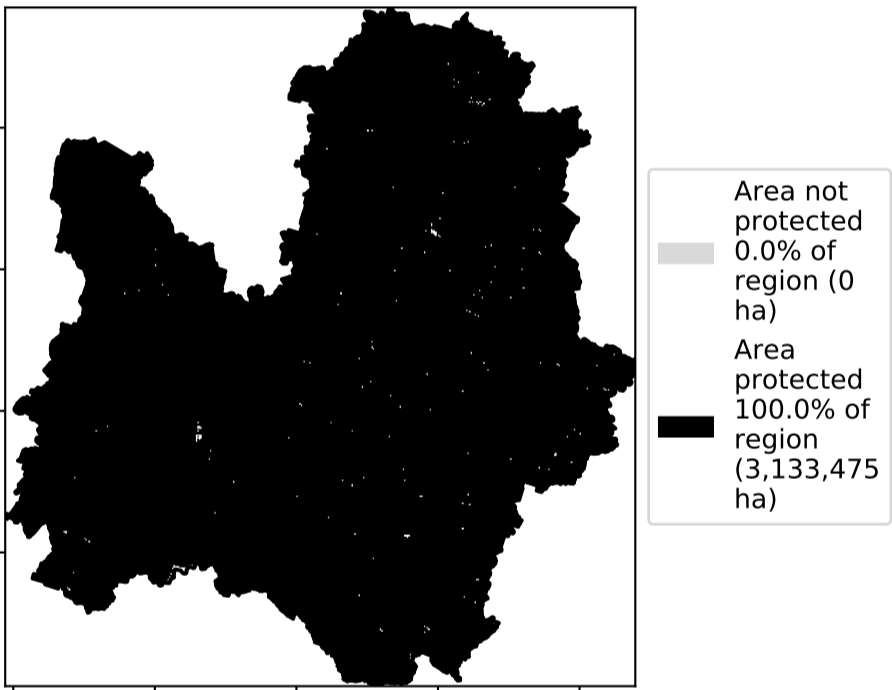 Area not
protected
0.0% of
region (0
ha)
Area
protected
100.0% of
region
(3,133,475
ha)